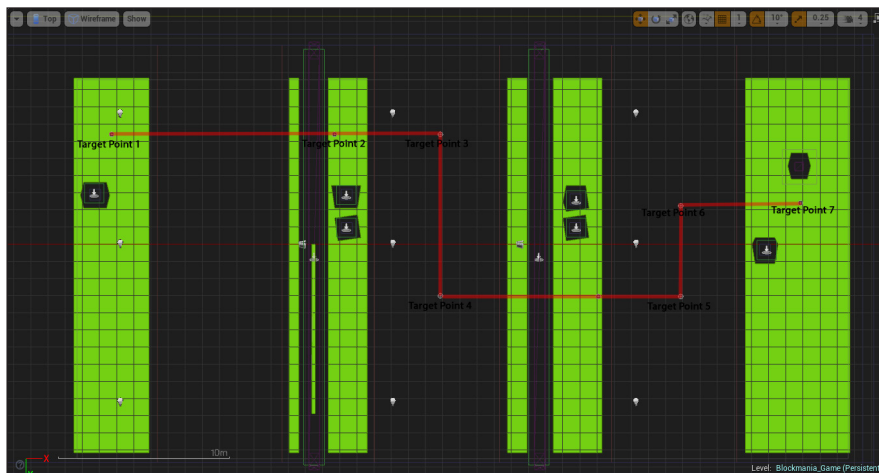 Top Wireframe Show 1 10° 0.25 4
Target Point 1 Target Point 2 Target Point 3
Target Point 6 Target Point 7
Target Point 4 Target Point 5
10m
X
Level: Blockmania_Game (Persistent